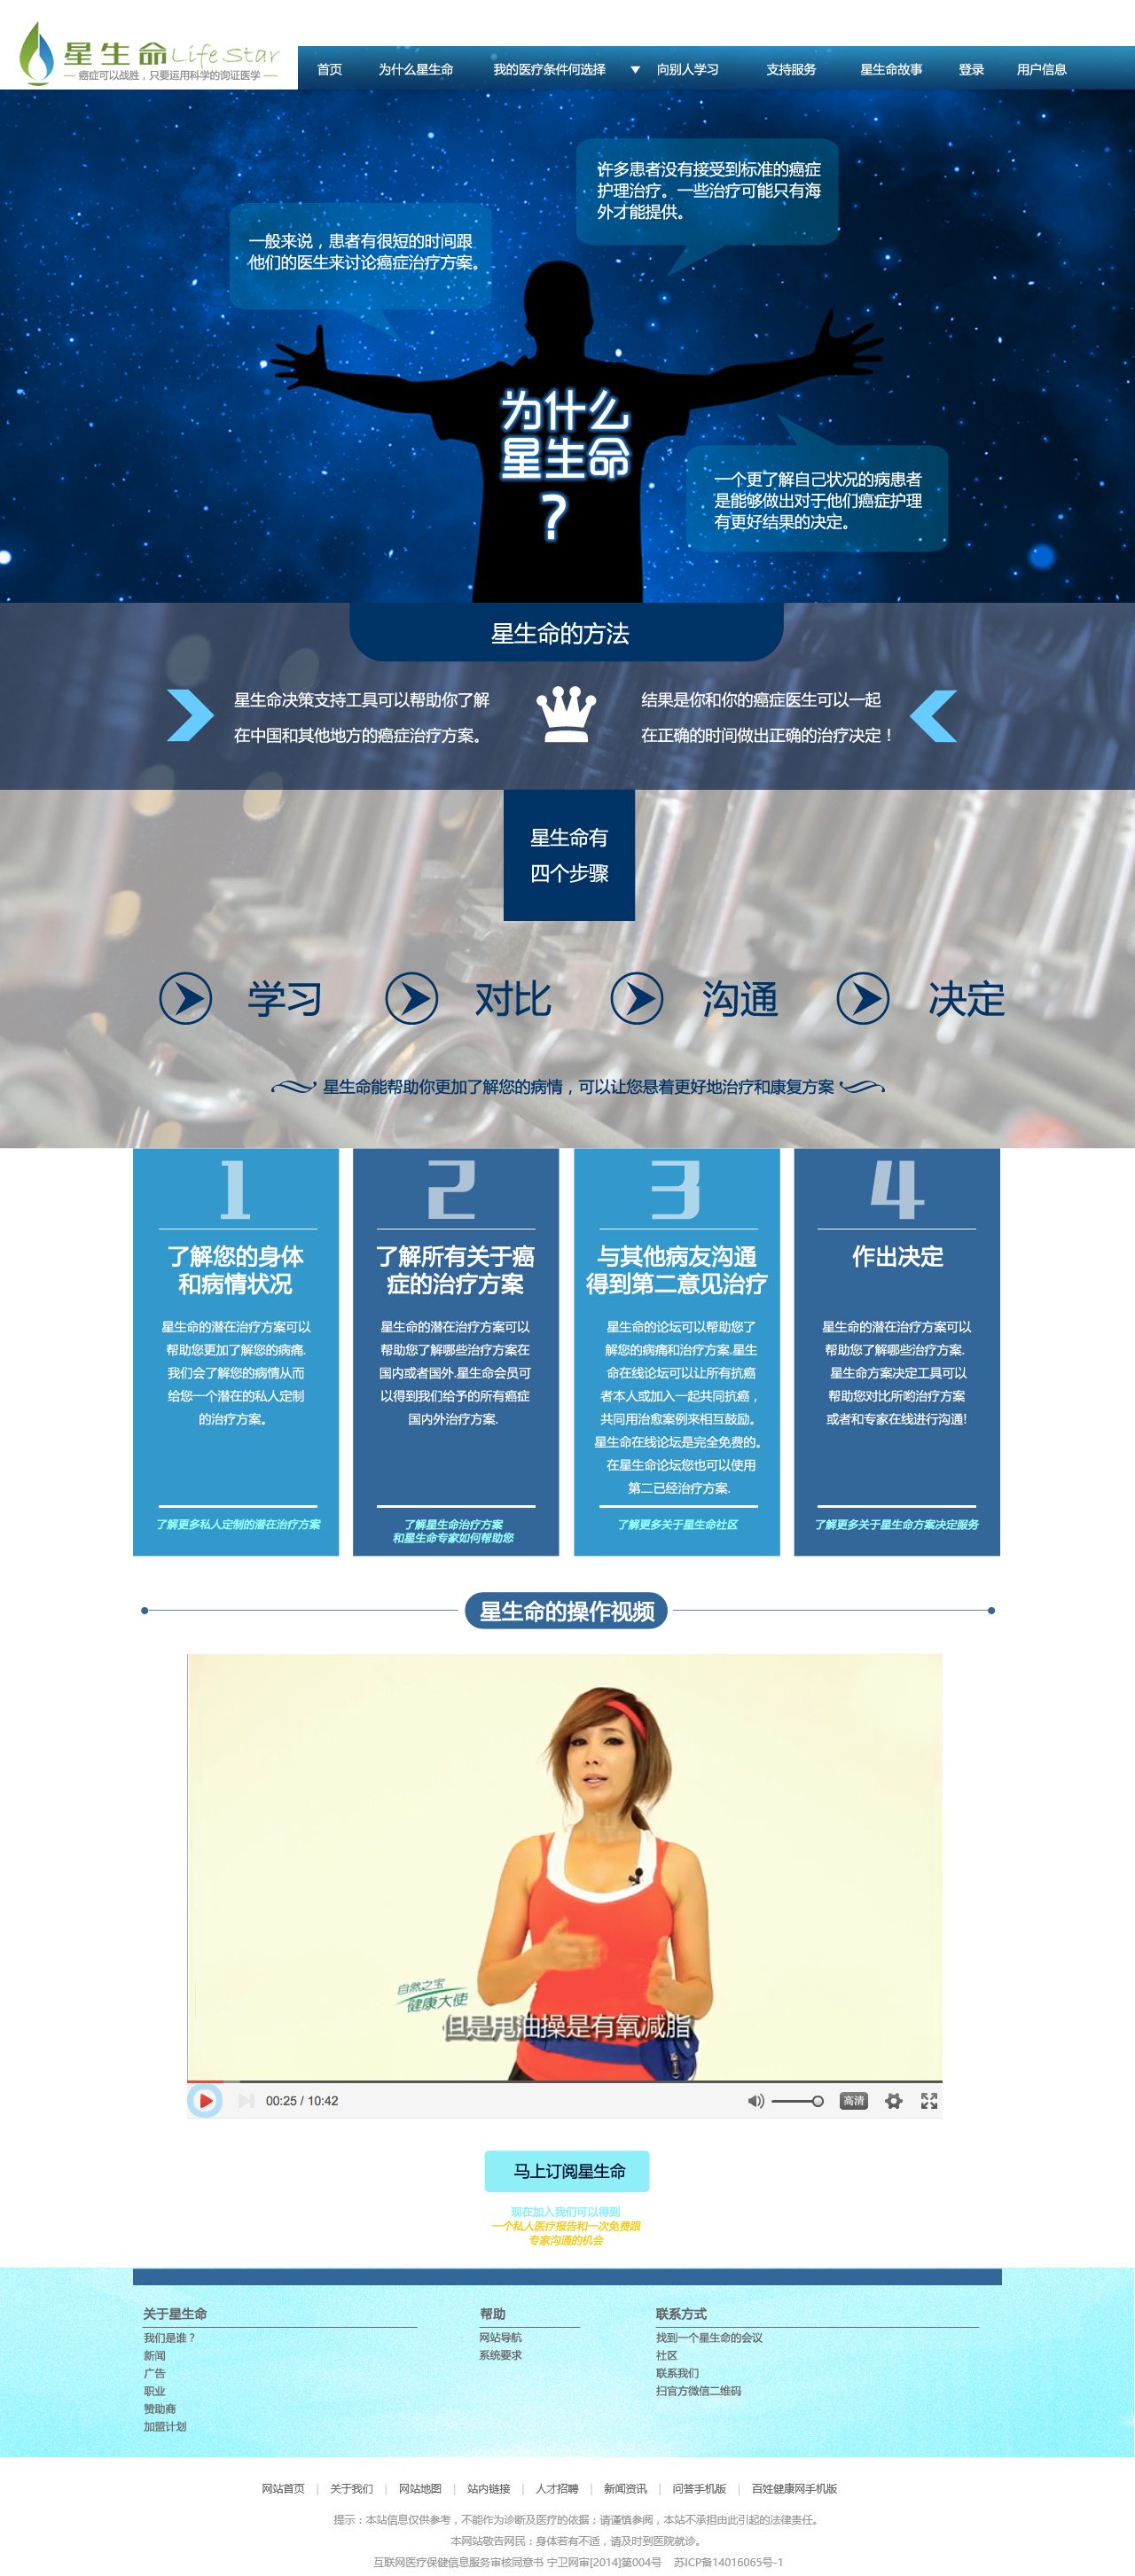 星生命Life Star
癌症可以战胜，只要运用科学的询证医学
首页 为什么星生命 我的医疗条件何选择 向别人学习 支持服务 星生命故事 登录 用户信息
许多患者没有接受到标准的癌症
护理治疗。一些治疗可能只有海
外才能提供。
一般来说，患者有很短的时间跟
他们的医生来讨论癌症治疗方案。
为什么
星生命
？
一个更了解自己状况的病患者
是能够做出对于他们癌症护理
有更好结果的决定。
星生命的方法
星生命决策支持工具可以帮助你了解
在中国和其他地方的癌症治疗方案。
结果是你和你的癌症医生可以一起
在正确的时间做出正确的治疗决定！
星生命有
四个步骤
学习 对比 沟通 决定
星生命能帮助你更加了解您的病情，可以让您悬着更好地治疗和康复方案
1
了解您的身体
和病情状况
星生命的潜在治疗方案可以
帮助您更加了解您的病痛.
我们会了解您的病情从而
给您一个潜在的私人定制
的治疗方案。
了解更多私人定制的潜在治疗方案
2
了解所有关于癌
症的治疗方案
星生命的潜在治疗方案可以
帮助您了解哪些治疗方案在
国内或者国外.星生命会员可
以得到我们给予的所有癌症
国内外治疗方案.
了解星生命治疗方案
和星生命专家如何帮助您
3
与其他病友沟通
得到第二意见治疗
星生命的论坛可以帮助您了
解您的病痛和治疗方案.星生
命在线论坛可以让所有抗癌
者本人或加入一起共同抗癌，
共同用治愈案例来相互鼓励。
星生命在线论坛是完全免费的。
在星生命论坛您也可以使用
第二已经治疗方案.
了解更多关于星生命社区
4
作出决定
星生命的潜在治疗方案可以
帮助您了解哪些治疗方案.
星生命方案决定工具可以
帮助您对比所哟治疗方案
或者和专家在线进行沟通!
了解更多关于星生命方案决定服务
星生命的操作视频
自然之宝
健康大使
但是甩油操是有氧减脂
00:25 / 10:42 高清
马上订阅星生命
现在加入我们可以得到
一个私人医疗报告和一次免费跟
专家沟通的机会
关于星生命
我们是谁？
新闻
广告
职业
赞助商
加盟计划
帮助
网站导航
系统要求
联系方式
找到一个星生命的会议
社区
联系我们
扫官方微信二维码
网站首页 | 关于我们 | 网站地图 | 站内链接 | 人才招聘 | 新闻资讯 | 问答手机版 | 百姓健康网手机版
提示：本站信息仅供参考，不能作为诊断及医疗的依据；请谨慎参阅，本站不承担由此引起的法律责任。
本网站敬告网民：身体若有不适，请及时到医院就诊。
互联网医疗保健信息服务审核同意书 宁卫网审[2014]第004号 苏ICP备14016065号-1